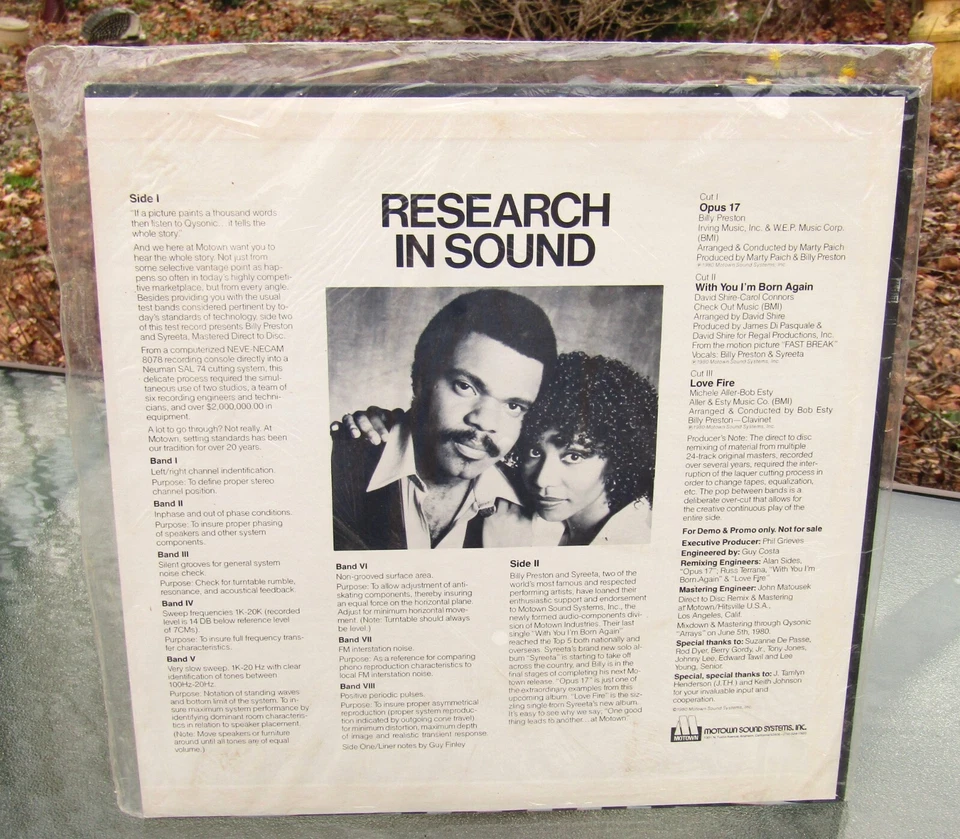 RESEARCH
IN SOUND
Side I
"If a picture paints a thousand words
then listen to Qysonic... it tells the
whole story."
And we here at Motown want you to
hear the whole story. Not just from
some selective vantage point as hap-
pens so often in today's highly competi-
tive marketplace, but from every angle.
Besides providing you with the usual
test bands considered pertinent by to-
day's standards of technology, side two
of this test record presents Billy Preston
and Syreeta, Mastered Direct to Disc.
From a computerized NEVE-NECAM
8078 recording console directly into a
Neuman SAL 74 cutting system, this
delicate process required the simul-
taneous use of two studios, a team of
six recording engineers and techni-
cians, and over $2,000,000.00 in
equipment.
A lot to go through? Not really. At
Motown, setting standards has been
our tradition for over 20 years.
Band I
Left/right channel indentification.
Purpose: To define proper stereo
channel position.
Band II
Inphase and out of phase conditions.
Purpose: To insure proper phasing
of speakers and other system
components.
Band III
Silent grooves for general system
noise check.
Purpose: Check for turntable rumble,
resonance, and acoustical feedback.
Band IV
Sweep frequencies 1K-20K (recorded
level is 14 DB below reference level
of 7CMs).
Purpose: To insure full frequency trans-
fer characteristics.
Band V
Very slow sweep, 1K-20 Hz with clear
identification of tones between
100Hz-20Hz.
Purpose: Notation of standing waves
and bottom limit of the system. To in-
sure maximum system performance by
identifying dominant room characteris-
tics in relation to speaker placement.
(Note: Move speakers or furniture
around until all tones are of equal
volume.)
Band VI
Non-grooved surface area.
Purpose: To allow adjustment of anti-
skating components, thereby insuring
an equal force on the horizontal plane.
Adjust for minimum horizontal move-
ment. (Note: Turntable should always
be level.)
Band VII
FM interstation noise.
Purpose: As a reference for comparing
phono reproduction characteristics to
local FM interstation noise.
Band VIII
Positive periodic pulses.
Purpose: To insure proper asymmetrical
reproduction (proper system reproduc-
tion indicated by outgoing cone travel)
for minimum distortion, maximum depth
of image and realistic transient response.
Side One/Liner notes by Guy Finley
Side II
Billy Preston and Syreeta, two of the
world's most famous and respected
performing artists, have loaned their
enthusiastic support and endorsement
to Motown Sound Systems, Inc., the
newly formed audio-components divi-
sion of Motown Industries. Their last
single "With You I'm Born Again"
reached the Top 5 both nationally and
overseas. Syreeta's brand new solo al-
bum "Syreeta" is starting to take off
across the country, and Billy is in the
final stages of completing his next Mo-
town release. "Opus 17" is just one of
the extraordinary examples from this
upcoming album. "Love Fire" is the siz-
zling single from Syreeta's new album.
It's easy to see why we say; "One good
thing leads to another... at Motown"
Cut I
Opus 17
Billy Preston
Irving Music, Inc. & W.E.P. Music Corp.
(BMI)
Arranged & Conducted by Marty Paich
Produced by Marty Paich & Billy Preston
℗ 1980 Motown Sound Systems, Inc.
Cut II
With You I'm Born Again
David Shire-Carol Connors
Check Out Music (BMI)
Arranged by David Shire
Produced by James Di Pasquale &
David Shire for Regal Productions, Inc.
From the motion picture "FAST BREAK"
Vocals: Billy Preston & Syreeta
℗ 1980 Motown Sound Systems, Inc.
Cut III
Love Fire
Michele Aller-Bob Esty
Aller & Esty Music Co. (BMI)
Arranged & Conducted by Bob Esty
Billy Preston—Clavinet
℗ 1980 Motown Sound Systems, Inc.
Producer's Note: The direct to disc
remixing of material from multiple
24-track original masters, recorded
over several years, required the inter-
ruption of the laquer cutting process in
order to change tapes, equalization,
etc. The pop between bands is a
deliberate over-cut that allows for
the creative continuous play of the
entire side.
For Demo & Promo only. Not for sale
Executive Producer: Phil Grieves
Engineered by: Guy Costa
Remixing Engineers: Alan Sides,
"Opus 17"; Russ Terrana, "With You I'm
Born Again" & "Love Fire"
Mastering Engineer: John Matousek
Direct to Disc Remix & Mastering
at Motown/Hitsville U.S.A.,
Los Angeles, Calif.
Mixdown & Mastering through Qysonic
"Arrays" on June 5th, 1980.
Special thanks to: Suzanne De Passe,
Rod Dyer, Berry Gordy, Jr., Tony Jones,
Johnny Lee, Edward Tawil and Lee
Young, Senior.
Special, special thanks to: J. Tamlyn
Henderson (J.T.H.) and Keith Johnson
for your invaluable input and
cooperation.
©1980 Motown Sound Systems, Inc.
MOTOWN
MOTOWN SOUND SYSTEMS, INC.